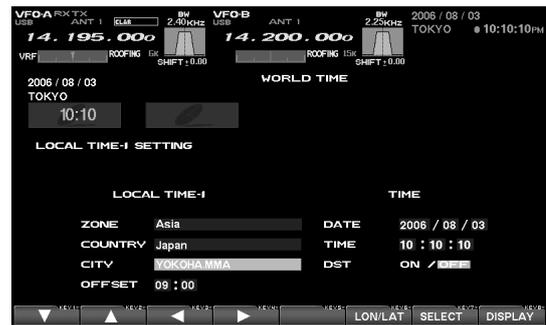 VFO-A RX TX BW VFO-B BW 2006 / 08 / 03
USB ANT 1 CLAR 2.40KHZ USB ANT 1 2.25KHZ TOKYO 10:10:10PM
14. 195. 000 14. 200. 000
VRF ROOFING 6K ROOFING 15K
SHIFT ± 0.00 SHIFT ± 0.00
2006 / 08 / 03 WORLD TIME
TOKYO
10:10
LOCAL TIME-1 SETTING
LOCAL TIME-1 TIME
ZONE Asia DATE 2006 / 08 / 03
COUNTRY Japan TIME 10 : 10 : 10
CITY YOKOHAMMA DST ON / OFF
OFFSET 09 : 00
LON/LAT SELECT DISPLAY